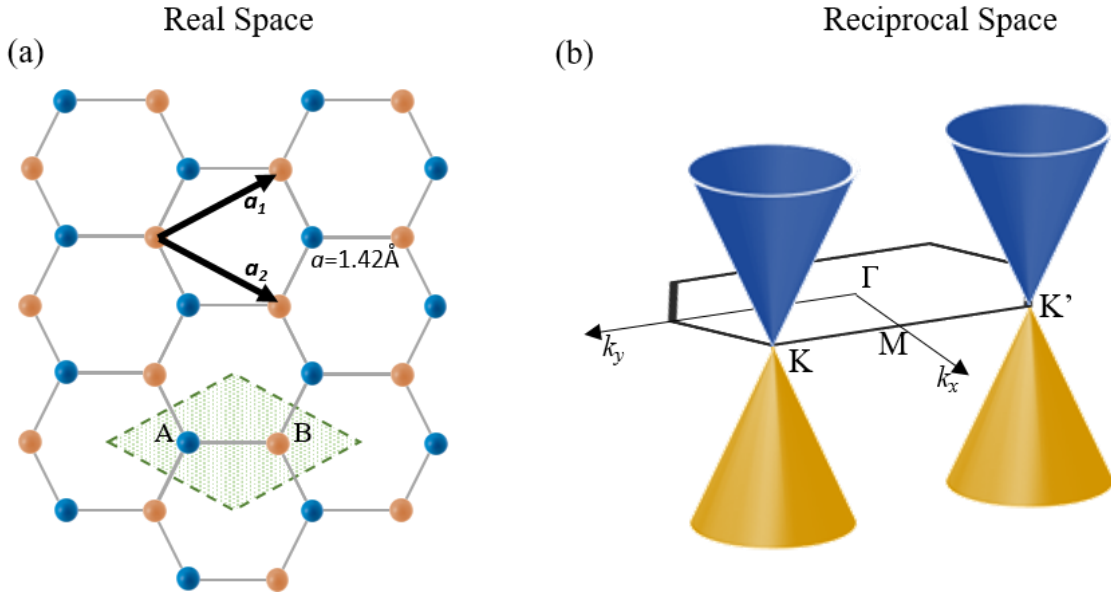 Real Space
Reciprocal Space
(a)
(b)
a1
a2
a=1.42Å
A
B
Γ
K'
ky
K
M
kx